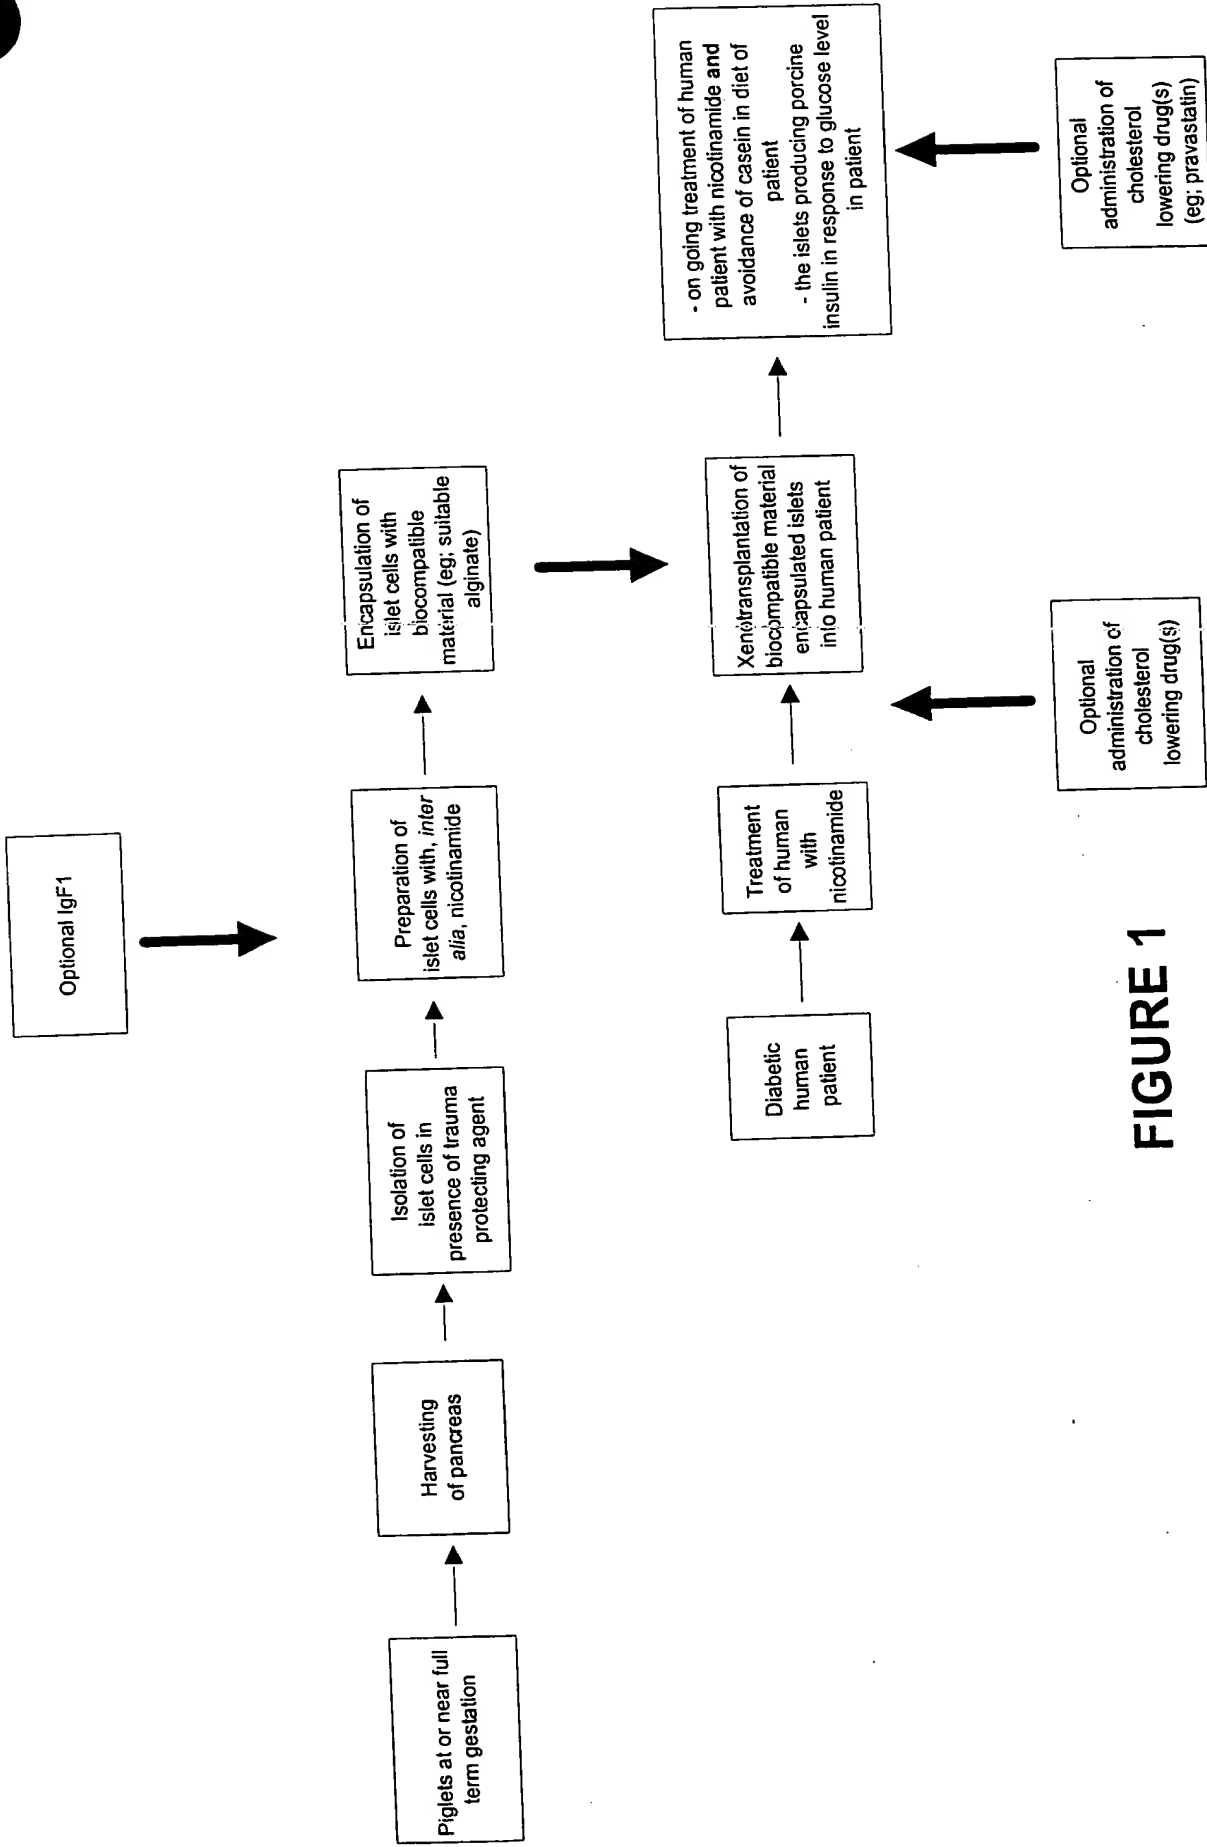 Optional IgF1
Piglets at or near full
term gestation
Harvesting
of pancreas
Isolation of
islet cells in
presence of trauma
protecting agent
Preparation of
islet cells with, inter
alia, nicotinamide
Encapsulation of
islet cells with
biocompatible
material (eg; suitable
alginate)
Diabetic
human
patient
Treatment
of human
with
nicotinamide
Xenotransplantation of
biocompatible material
encapsulated islets
into human patient
- on going treatment of human
patient with nicotinamide and
avoidance of casein in diet of
patient
- the islets producing porcine
insulin in response to glucose level
in patient
Optional
administration of
cholesterol
lowering drug(s)
Optional
administration of
cholesterol
lowering drug(s)
(eg; pravastatin)
FIGURE 1